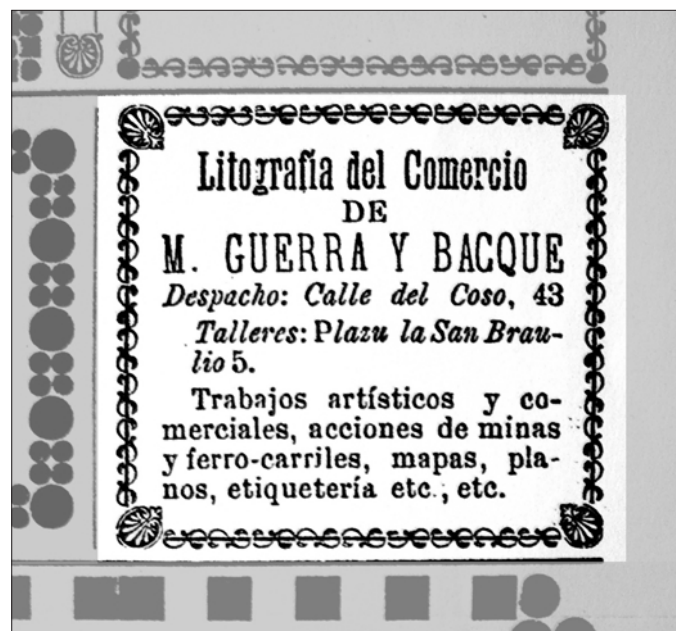 Litografía del Comercio
DE
M. GUERRA Y BACQUE
Despacho: Calle del Coso, 43
Talleres: Plazu la San Brau-
lio 5.
Trabajos artísticos y co-
merciales, acciones de minas
y ferro-carriles, mapas, pla-
nos, etiquetería etc., etc.